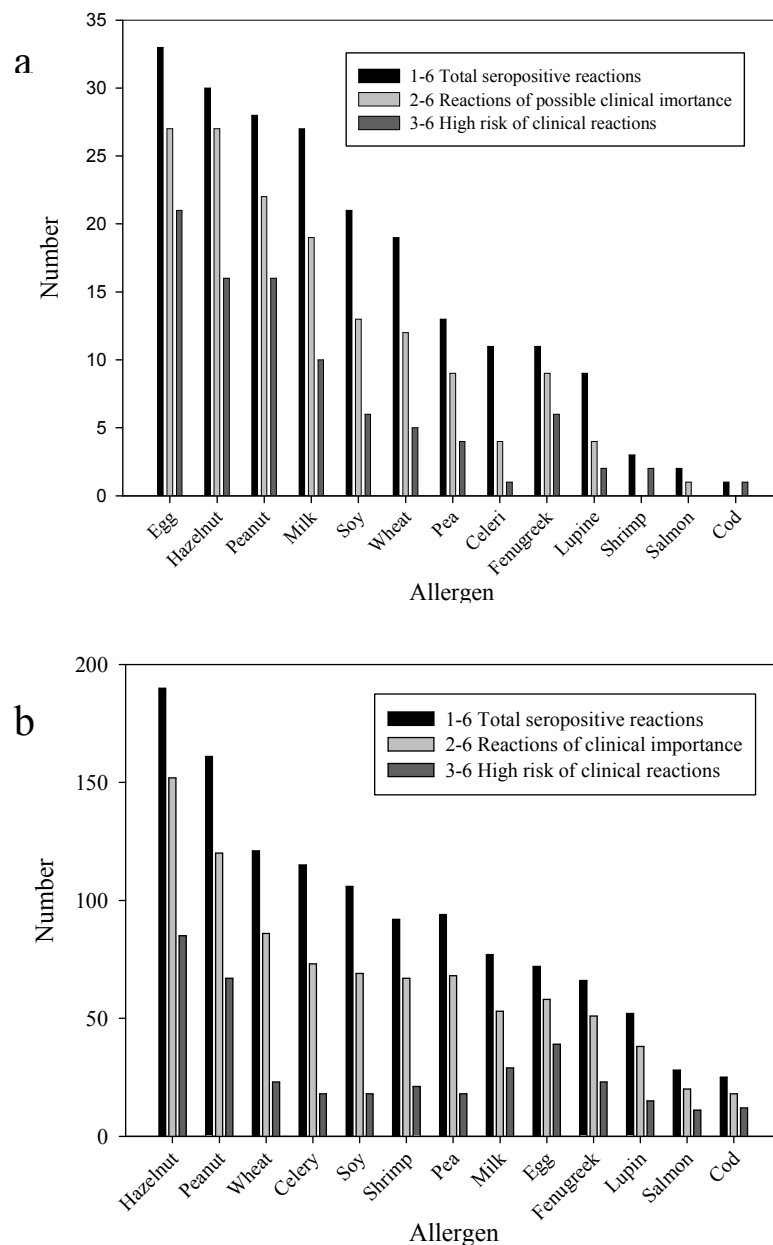 a
35
30
25
20
15
10
5
0
Number
1-6 Total seropositive reactions
2-6 Reactions of possible clinical imortance
3-6 High risk of clinical reactions
Egg
Hazelnut
Peanut
Milk
Soy
Wheat
Pea
Celeri
Fenugreek
Lupine
Shrimp
Salmon
Cod
Allergen
b
200
150
100
50
0
Number
1-6 Total seropositive reactions
2-6 Reactions of clinical importance
3-6 High risk of clinical reactions
Hazelnut
Peanut
Wheat
Celery
Soy
Shrimp
Pea
Milk
Egg
Fenugreek
Lupin
Salmon
Cod
Allergen